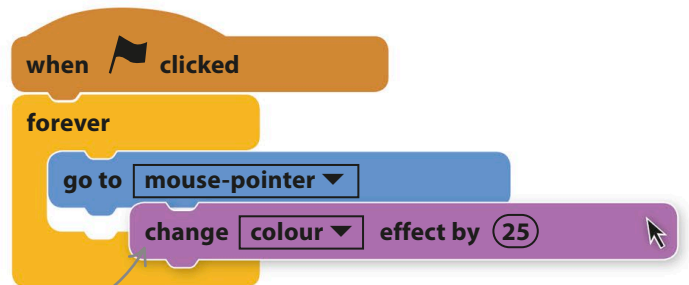 when clicked
forever
go to mouse-pointer
change colour effect by 25